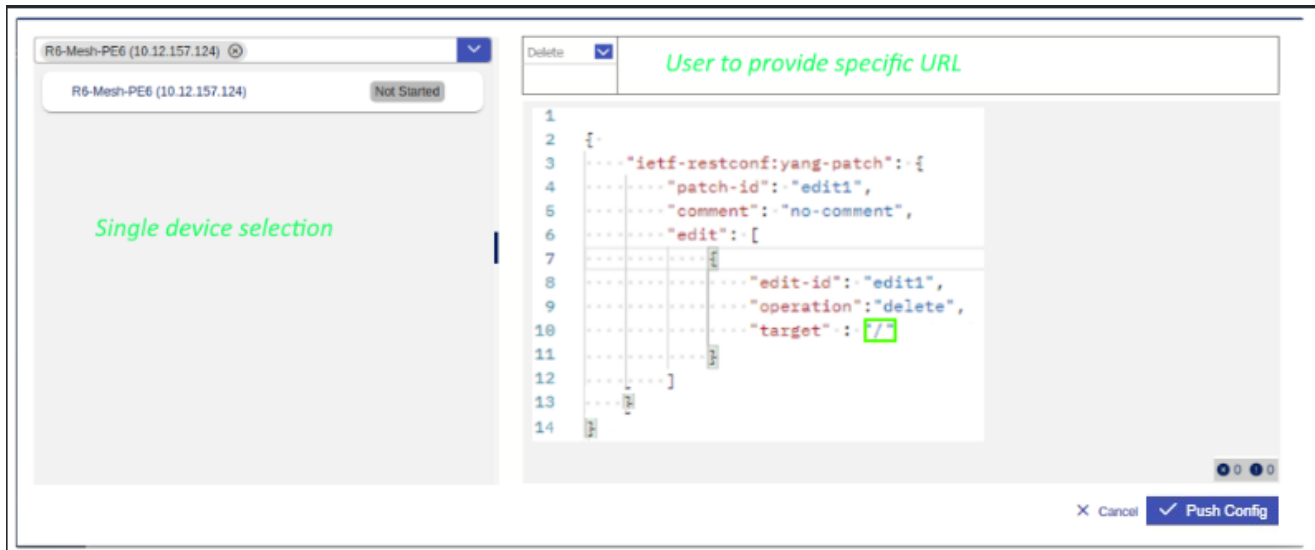 R6-Mesh-PE6 (10.12.157.124)
R6-Mesh-PE6 (10.12.157.124) Not Started
Single device selection
Delete
User to provide specific URL
1
2 {
3 "ietf-restconf:yang-patch": {
4 "patch-id": "edit1",
5 "comment": "no-comment",
6 "edit": [
7 {
8 "edit-id": "edit1",
9 "operation":"delete",
10 "target" : "/"
11 }
12 ]
13 }
14 }
0 0
Cancel Push Config